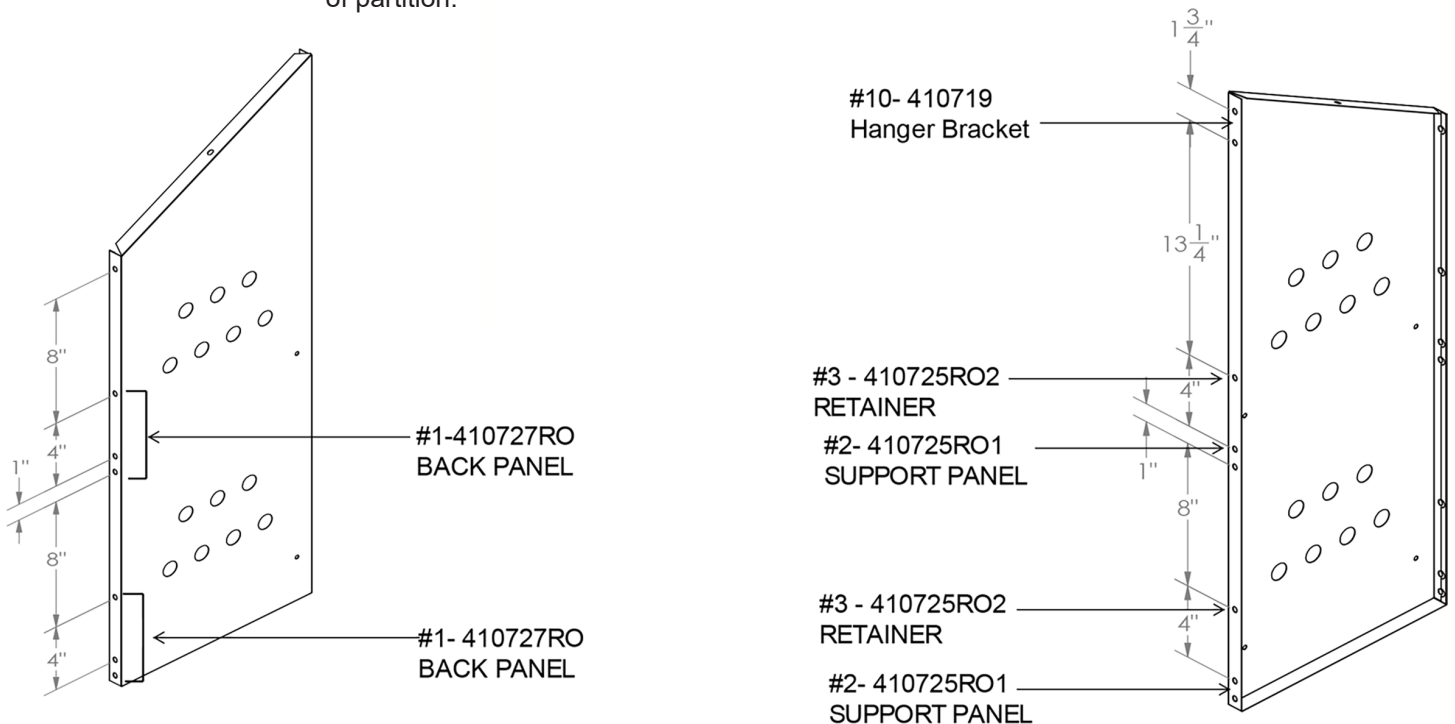 of partition.
8"
4"
1"
8"
4"
#1-410727RO
BACK PANEL
#1- 410727RO
BACK PANEL
1 3/4"
#10- 410719
Hanger Bracket
13 1/4"
#3 - 410725RO2
RETAINER
4"
#2- 410725RO1
SUPPORT PANEL
1"
8"
#3 - 410725RO2
RETAINER
4"
#2- 410725RO1
SUPPORT PANEL